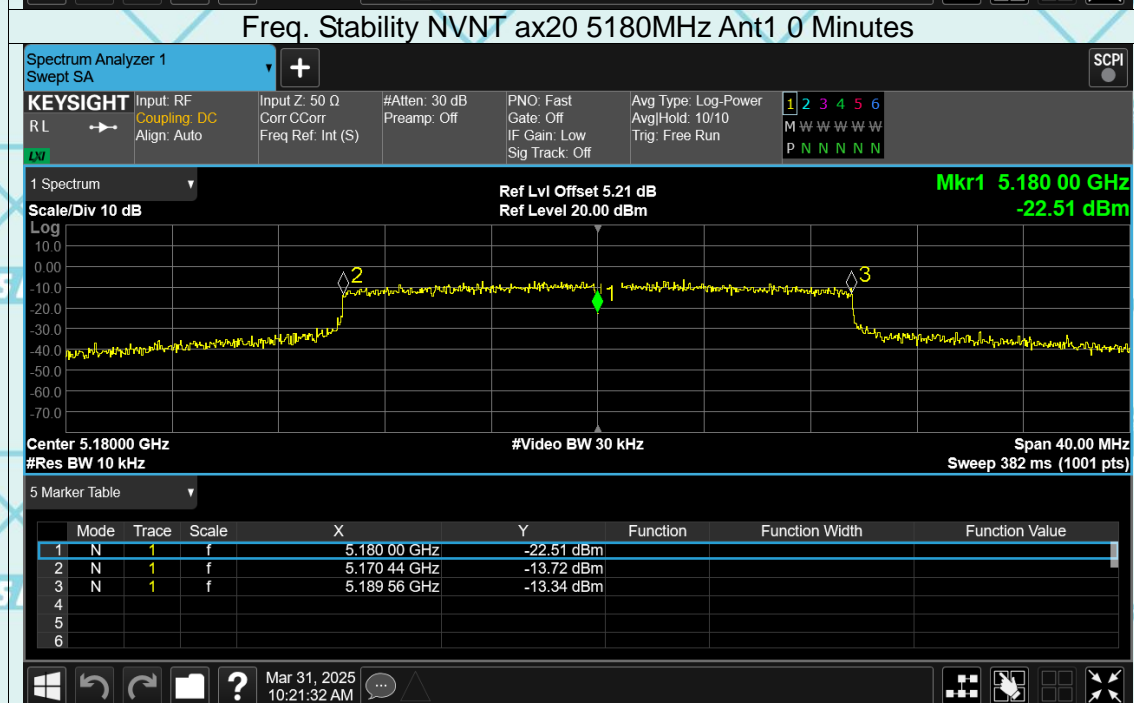 Freq. Stability NVNT ax20 5180MHz Ant1 0 Minutes
Spectrum Analyzer 1
Swept SA
+
SCPI
KEYSIGHT Input: RF Input Z: 50 Ω #Atten: 30 dB PNO: Fast Avg Type: Log-Power 1 2 3 4 5 6
RL Coupling: DC Corr CCorr Preamp: Off Gate: Off Avg|Hold: 10/10 M W W W W W
Align: Auto Freq Ref: Int (S) IF Gain: Low Trig: Free Run P N N N N N
LXI Sig Track: Off
1 Spectrum Ref Lvl Offset 5.21 dB Mkr1 5.180 00 GHz
Scale/Div 10 dB Ref Level 20.00 dBm -22.51 dBm
Log
10.0
0.00
-10.0
-20.0
-30.0
-40.0
-50.0
-60.0
-70.0
2
1
3
Center 5.18000 GHz #Video BW 30 kHz Span 40.00 MHz
#Res BW 10 kHz Sweep 382 ms (1001 pts)
5 Marker Table
Mode Trace Scale X Y Function Function Width Function Value
1 N 1 f 5.180 00 GHz -22.51 dBm
2 N 1 f 5.170 44 GHz -13.72 dBm
3 N 1 f 5.189 56 GHz -13.34 dBm
4
5
6
? Mar 31, 2025
10:21:32 AM